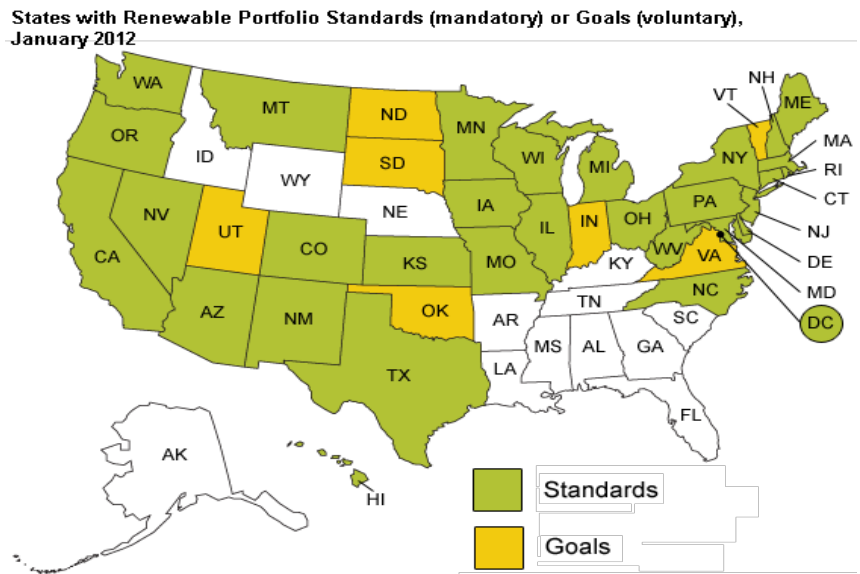 States with Renewable Portfolio Standards (mandatory) or Goals (voluntary),
January 2012
WA
MT
ND
MN
VT
NH
ME
OR
ID
SD
WI
MI
NY
MA
RI
CT
WY
IA
PA
NJ
NV
NE
IL
IN
OH
DE
UT
CO
WV
VA
MD
CA
KS
MO
KY
NC
DC
AZ
NM
OK
AR
TN
SC
MS
AL
GA
LA
TX
FL
AK
HI
Standards
Goals